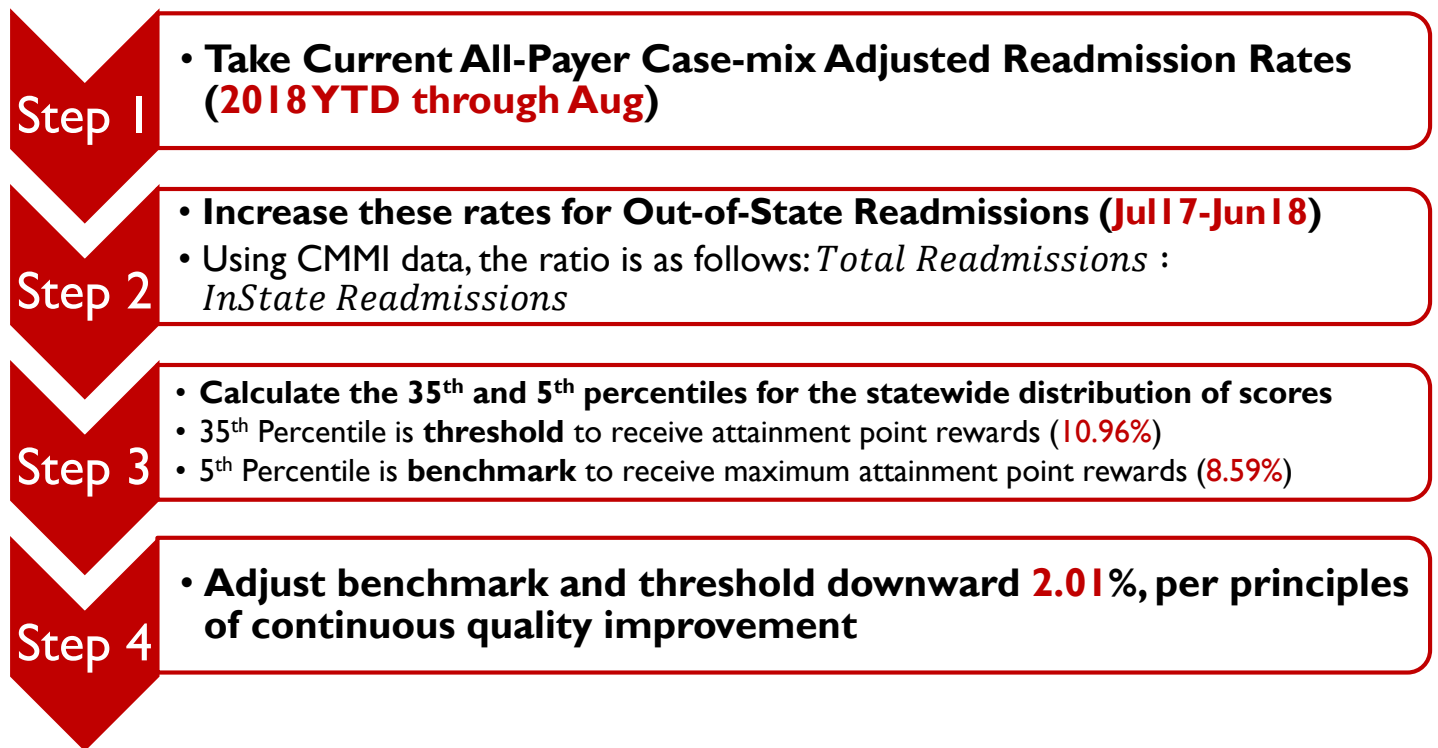 Step 1
• Take Current All-Payer Case-mix Adjusted Readmission Rates
(2018 YTD through Aug)
Step 2
• Increase these rates for Out-of-State Readmissions (Jul17-Jun18)
• Using CMMI data, the ratio is as follows: Total Readmissions :
InState Readmissions
Step 3
• Calculate the 35th and 5th percentiles for the statewide distribution of scores
• 35th Percentile is threshold to receive attainment point rewards (10.96%)
• 5th Percentile is benchmark to receive maximum attainment point rewards (8.59%)
Step 4
• Adjust benchmark and threshold downward 2.01%, per principles
of continuous quality improvement